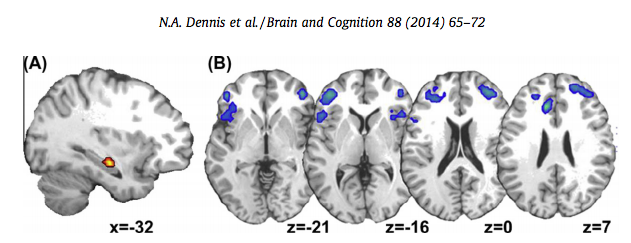 N.A. Dennis et al. / Brain and Cognition 88 (2014) 65–72
(A)
(B)
x=-32
z=-21
z=-16
z=0
z=7